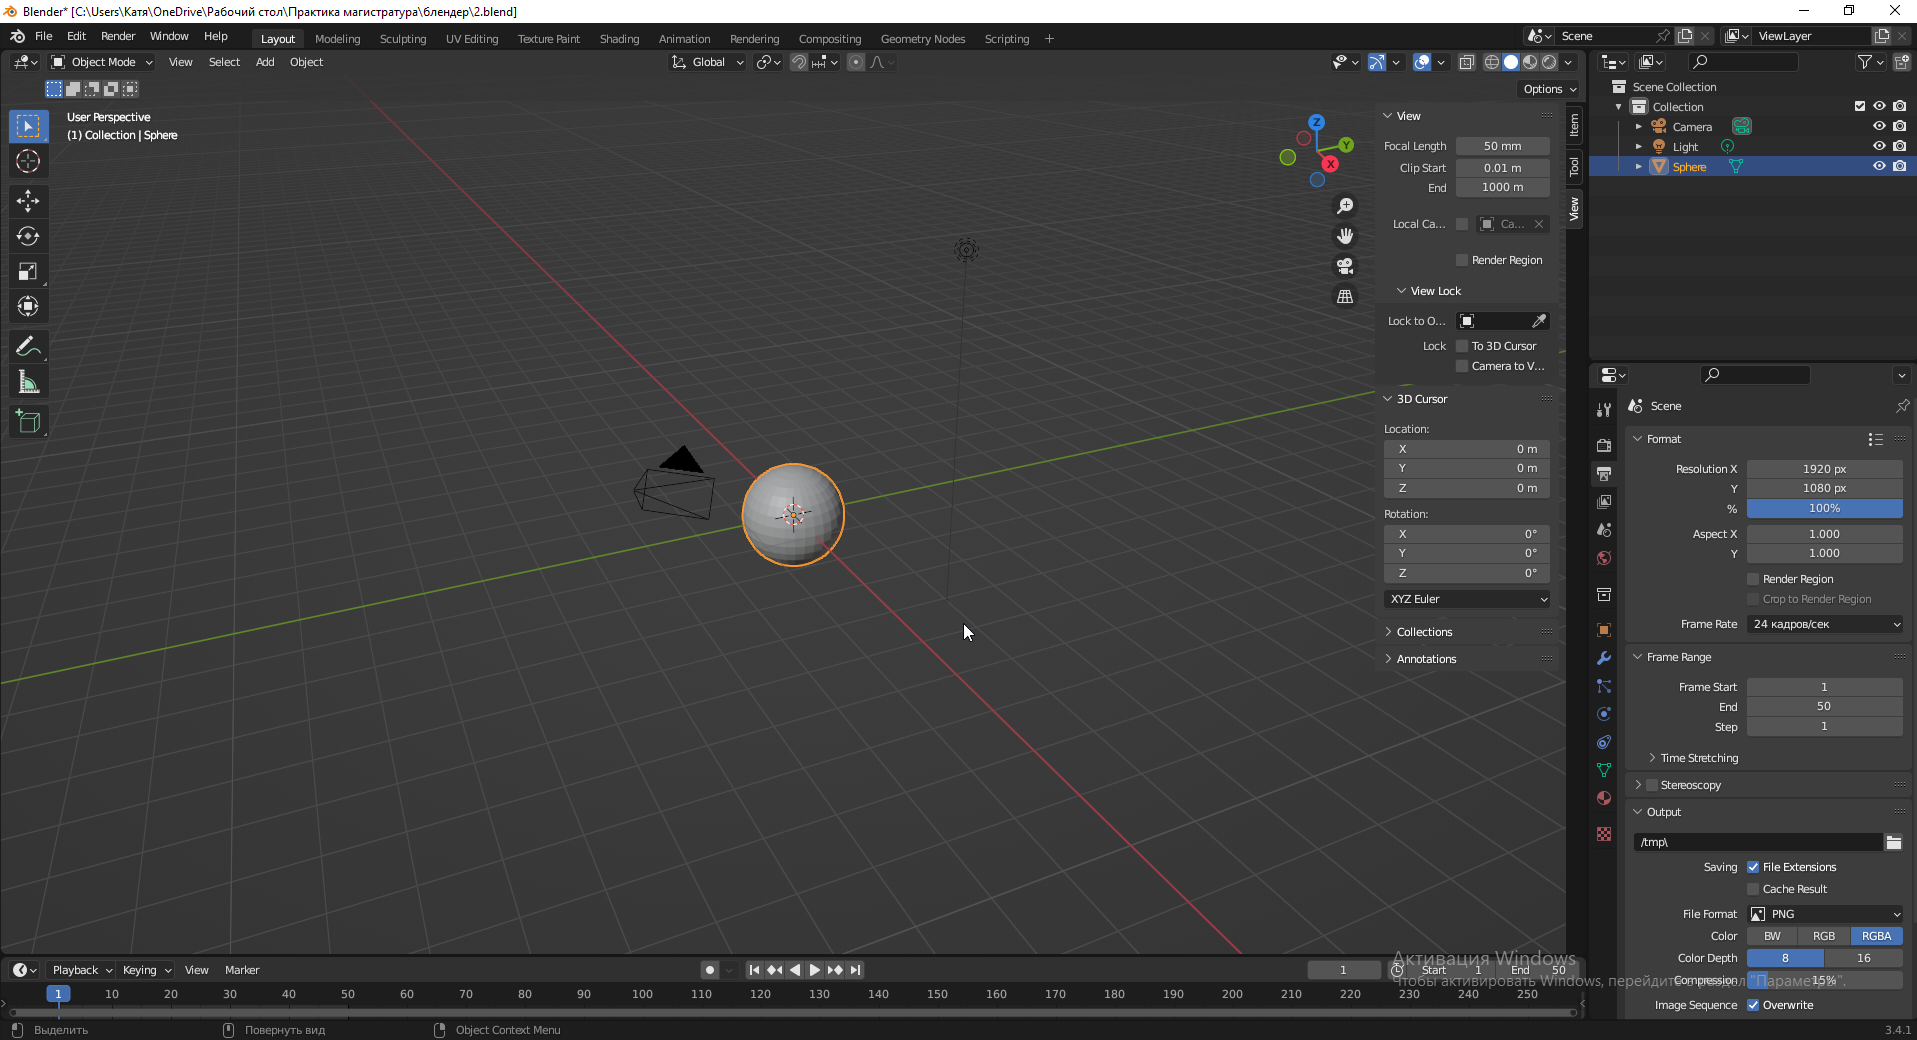 Blender* [C:\Users\Катя\OneDrive\Рабочий стол\Практика магистратура\блендер\2.blend]
File Edit Render Window Help Layout Modeling Sculpting UV Editing Texture Paint Shading Animation Rendering Compositing Geometry Nodes Scripting + Scene ViewLayer
Object Mode View Select Add Object Global
Options
User Perspective
(1) Collection | Sphere
Z
Y
X
View
Focal Length 50 mm
Clip Start 0.01 m
End 1000 m
Local Ca... Ca...
Render Region
View Lock
Lock to O...
Lock To 3D Cursor
Camera to V...
3D Cursor
Location:
X 0 m
Y 0 m
Z 0 m
Rotation:
X 0°
Y 0°
Z 0°
XYZ Euler
Collections
Annotations
Item
Tool
View
Scene Collection
Collection
Camera
Light
Sphere
Scene
Format
Resolution X 1920 px
Y 1080 px
% 100%
Aspect X 1.000
Y 1.000
Render Region
Crop to Render Region
Frame Rate 24 кадров/сек
Frame Range
Frame Start 1
End 50
Step 1
Time Stretching
Stereoscopy
Output
/tmp\
Saving File Extensions
Cache Result
File Format PNG
Color BW RGB RGBA
Color Depth 8 16
Compression 15%
Image Sequence Overwrite
Playback Keying View Marker 1 Start 1 End 50
1 10 20 30 40 50 60 70 80 90 100 110 120 130 140 150 160 170 180 190 200 210 220 230 240 250
Активация Windows
Чтобы активировать Windows, перейдите в раздел "Параметры".
Выделить Повернуть вид Object Context Menu 3.4.1